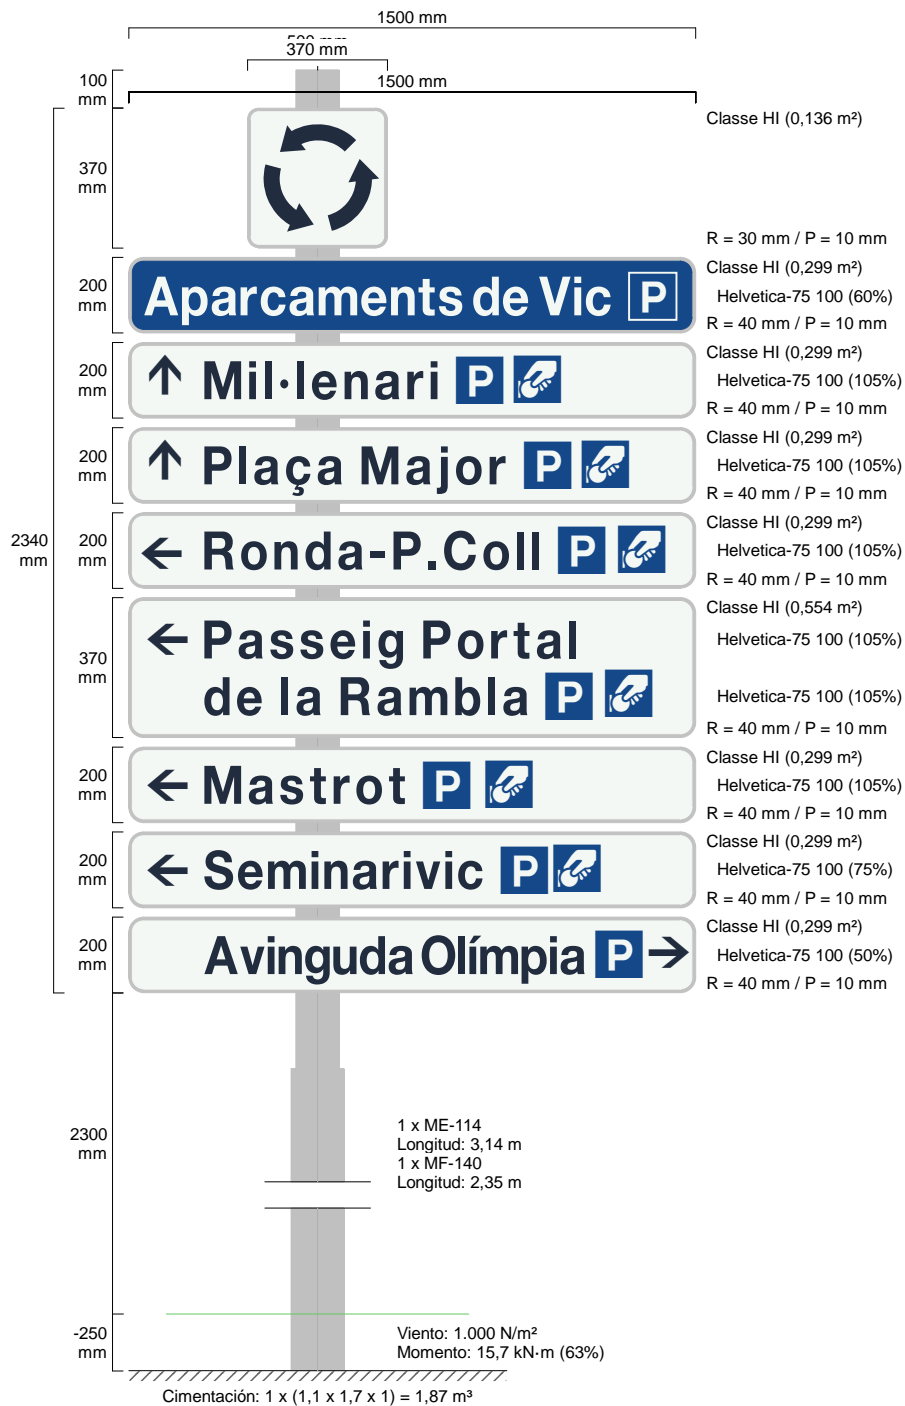 1500 mm
370 mm
1500 mm
100
mm
Classe HI (0,136 m²)
370
mm
R = 30 mm / P = 10 mm
Classe HI (0,299 m²)
200
mm
Aparcaments de Vic P
Helvetica-75 100 (60%)
R = 40 mm / P = 10 mm
Classe HI (0,299 m²)
200
mm
Mil·lenari P
Helvetica-75 100 (105%)
R = 40 mm / P = 10 mm
Classe HI (0,299 m²)
200
mm
Plaça Major P
Helvetica-75 100 (105%)
R = 40 mm / P = 10 mm
Classe HI (0,299 m²)
2340
mm
200
mm
Ronda-P.Coll P
Helvetica-75 100 (105%)
R = 40 mm / P = 10 mm
Classe HI (0,554 m²)
370
mm
Passeig Portal
Helvetica-75 100 (105%)
de la Rambla P
Helvetica-75 100 (105%)
R = 40 mm / P = 10 mm
Classe HI (0,299 m²)
200
mm
Mastrot P
Helvetica-75 100 (105%)
R = 40 mm / P = 10 mm
Classe HI (0,299 m²)
200
mm
Seminarivic P
Helvetica-75 100 (75%)
R = 40 mm / P = 10 mm
Classe HI (0,299 m²)
200
mm
Avinguda Olímpia P
Helvetica-75 100 (50%)
R = 40 mm / P = 10 mm
2300
mm
1 x ME-114
Longitud: 3,14 m
1 x MF-140
Longitud: 2,35 m
-250
mm
Viento: 1.000 N/m²
Momento: 15,7 kN·m (63%)
Cimentación: 1 x (1,1 x 1,7 x 1) = 1,87 m³